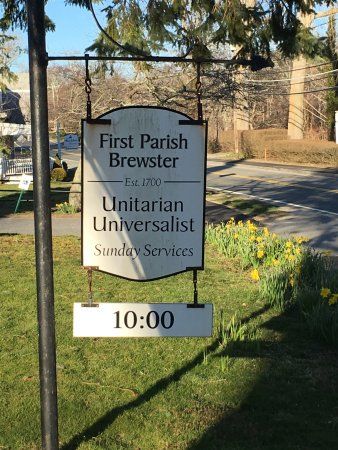 First Parish
Brewster
Est. 1700
Unitarian
Universalist
Sunday Services
10:00